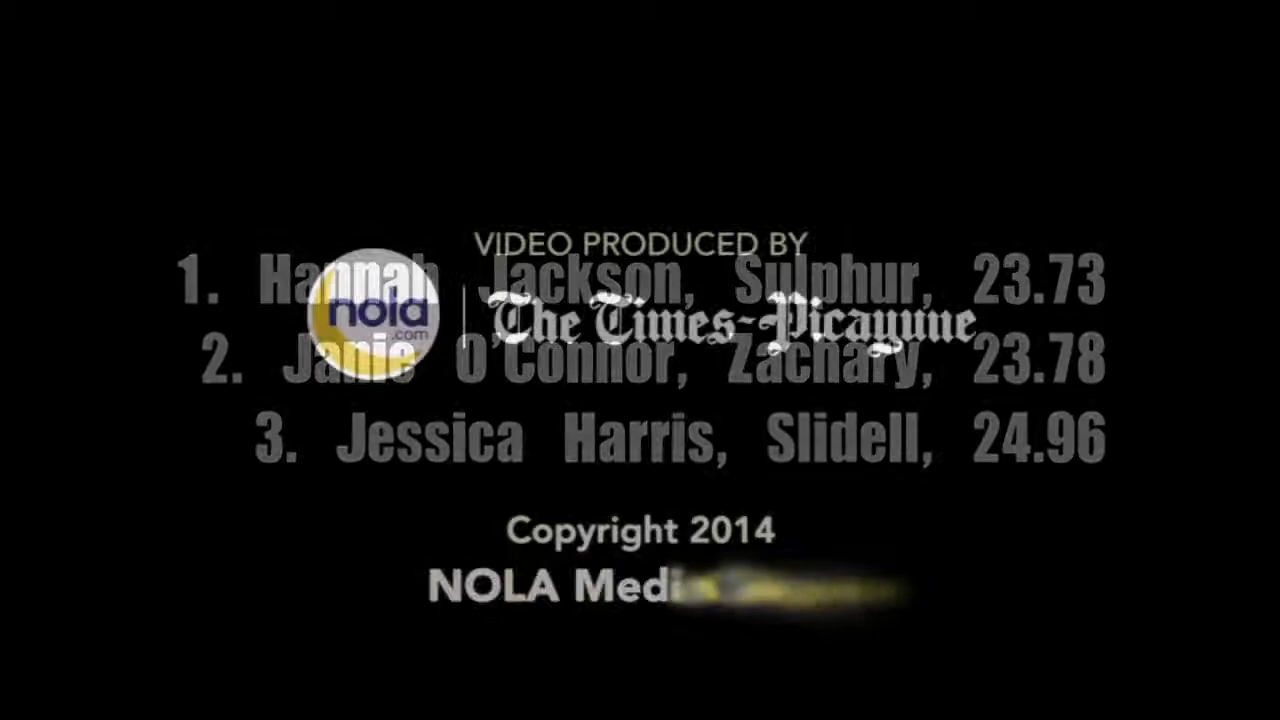 VIDEO PRODUCED BY
1. Hannah Jackson, Sulphur, 23.73
nola
.com
The Times-Picayune
2. Janie O'Connor, Zachary, 23.78
3. Jessica Harris, Slidell, 24.96
Copyright 2014
NOLA Media